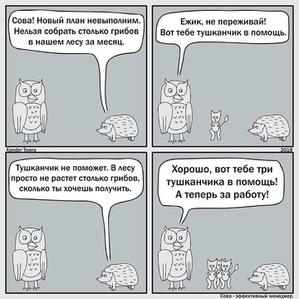 Сова! Новый план невыполним.
Нельзя собрать столько грибов
в нашем лесу за месяц.
Ежик, не переживай!
Вот тебе тушканчик в помощь.
Xander Toons
2018
Тушканчик не поможет. В лесу
просто не растет столько грибов,
сколько ты хочешь получить.
Хорошо, вот тебе три
тушканчика в помощь!
А теперь за работу!
Сова - эффективный менеджер.